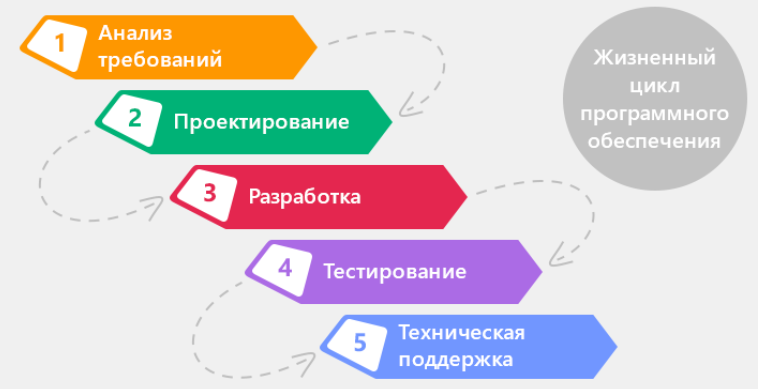 1
Анализ
требований
2
Проектирование
3
Разработка
4
Тестирование
5
Техническая
поддержка
Жизненный
цикл
программного
обеспечения